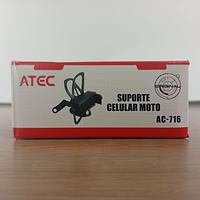 ATEC
SUPORTE
CELULAR MOTO
AC-716